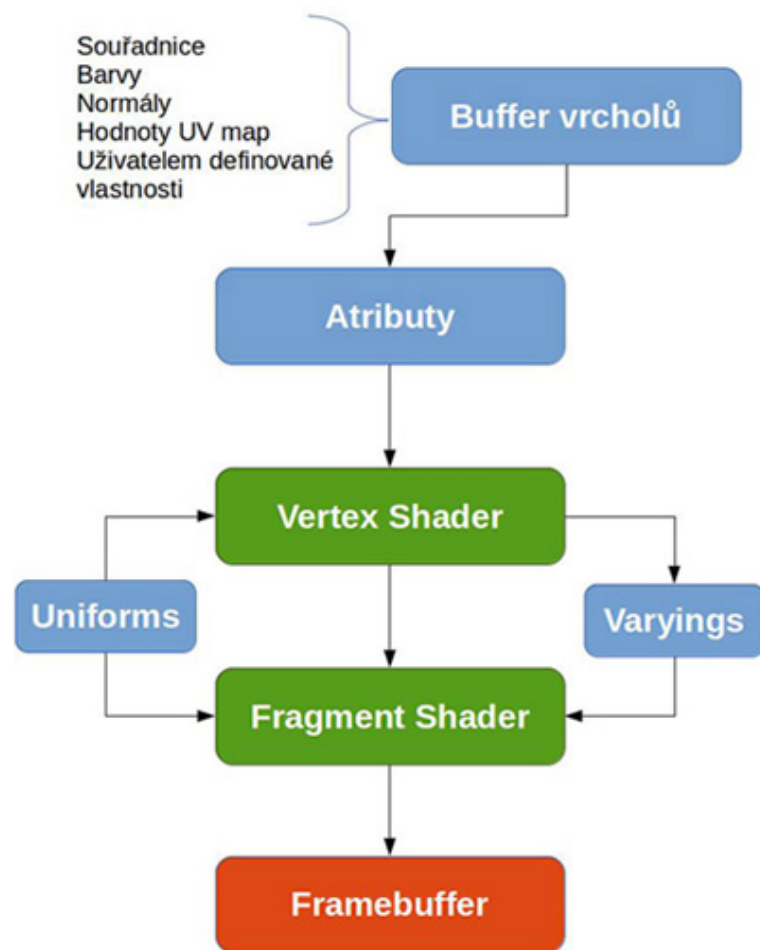 Souřadnice
Barvy
Normály
Hodnoty UV map
Uživatelem definované
vlastnosti
Buffer vrcholů
Atributy
Vertex Shader
Uniforms
Varyings
Fragment Shader
Framebuffer